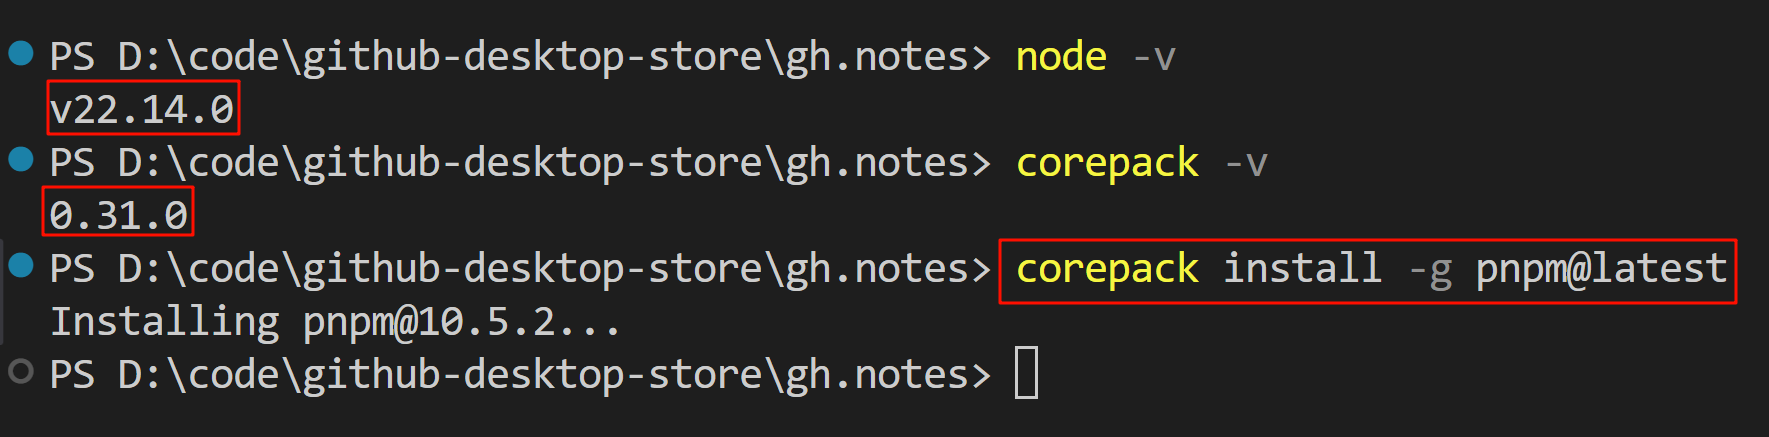 PS D:\code\github-desktop-store\gh.notes> node -v
v22.14.0
PS D:\code\github-desktop-store\gh.notes> corepack -v
0.31.0
PS D:\code\github-desktop-store\gh.notes> corepack install -g pnpm@latest
Installing pnpm@10.5.2...
PS D:\code\github-desktop-store\gh.notes>